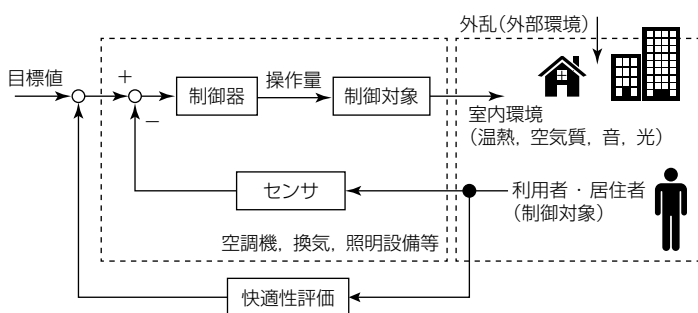 外乱(外部環境)
目標値
+
−
制御器
操作量
制御対象
室内環境
(温熱, 空気質, 音, 光)
センサ
利用者・居住者
(制御対象)
空調機, 換気, 照明設備等
快適性評価